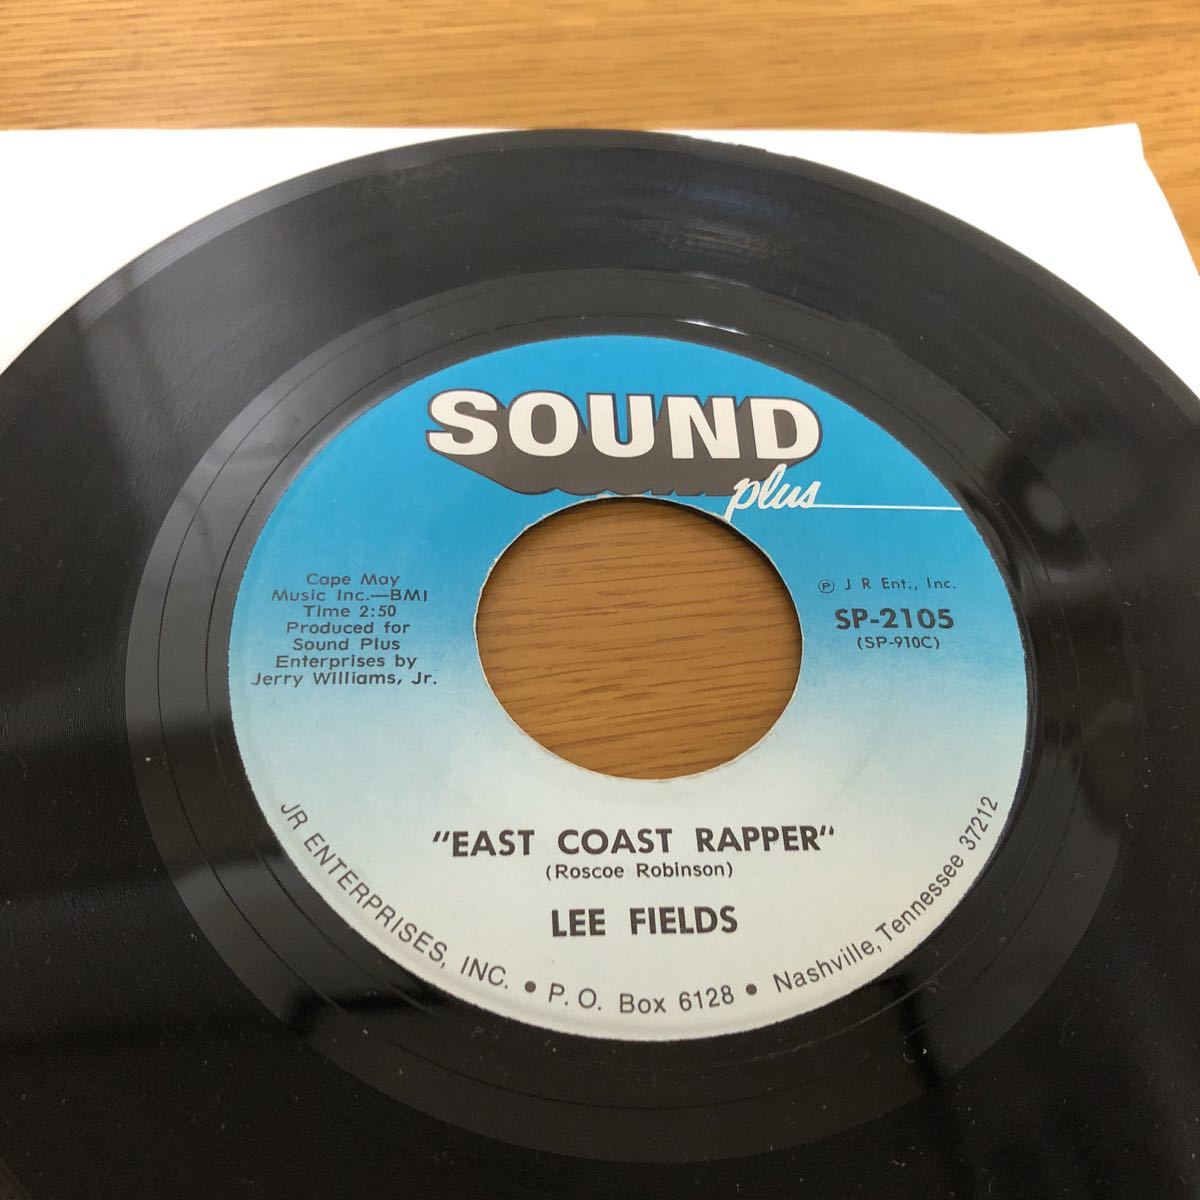 SOUND
plus
Cape May
Music Inc.—BMI
Time 2:50
Produced for
Sound Plus
Enterprises by
Jerry Williams, Jr.
℗ J R Ent., Inc.
SP-2105
(SP-910C)
"EAST COAST RAPPER"
(Roscoe Robinson)
LEE FIELDS
JR ENTERPRISES, INC. • P.O. Box 6128 • Nashville, Tennessee 37212